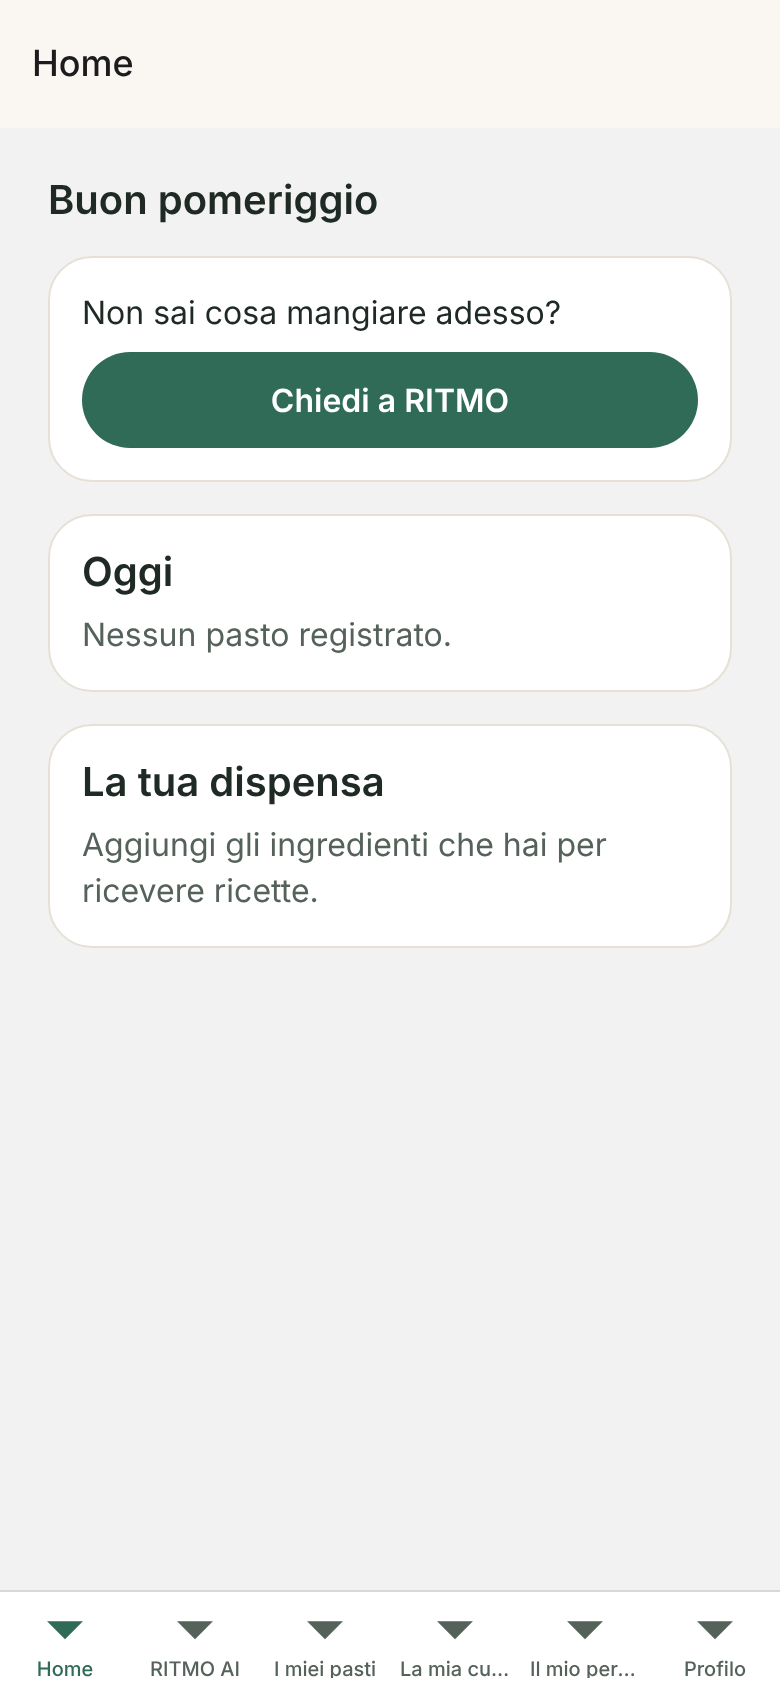 Home
Buon pomeriggio
Non sai cosa mangiare adesso?
Chiedi a RITMO
Oggi
Nessun pasto registrato.
La tua dispensa
Aggiungi gli ingredienti che hai per
ricevere ricette.
Home
RITMO AI
I miei pasti
La mia cu...
Il mio per...
Profilo